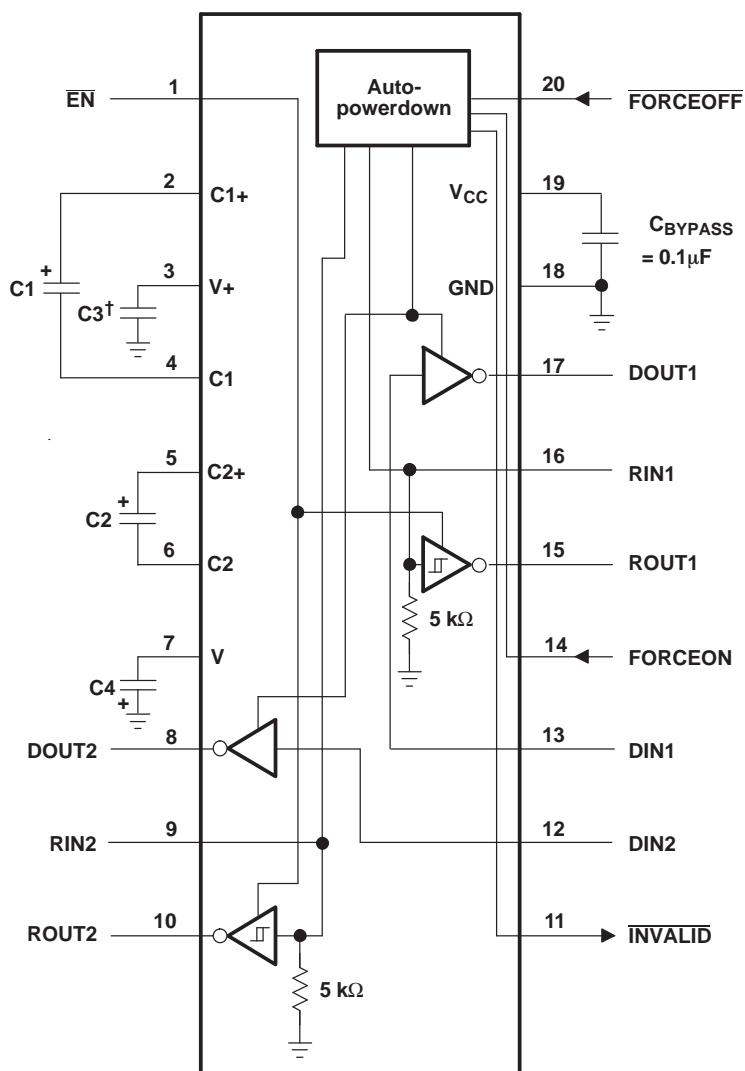 Auto-
powerdown
EN 1
20 FORCEOFF
2 C1+
VCC 19
CBYPASS
= 0.1µF
C1 +
3 V+
C3†
GND 18
4 C1
17 DOUT1
5 C2+
16 RIN1
C2 +
6 C2
15 ROUT1
5 kΩ
7 V
14 FORCEON
C4 +
DOUT2 8
13 DIN1
RIN2 9
12 DIN2
ROUT2 10
11 INVALID
5 kΩ